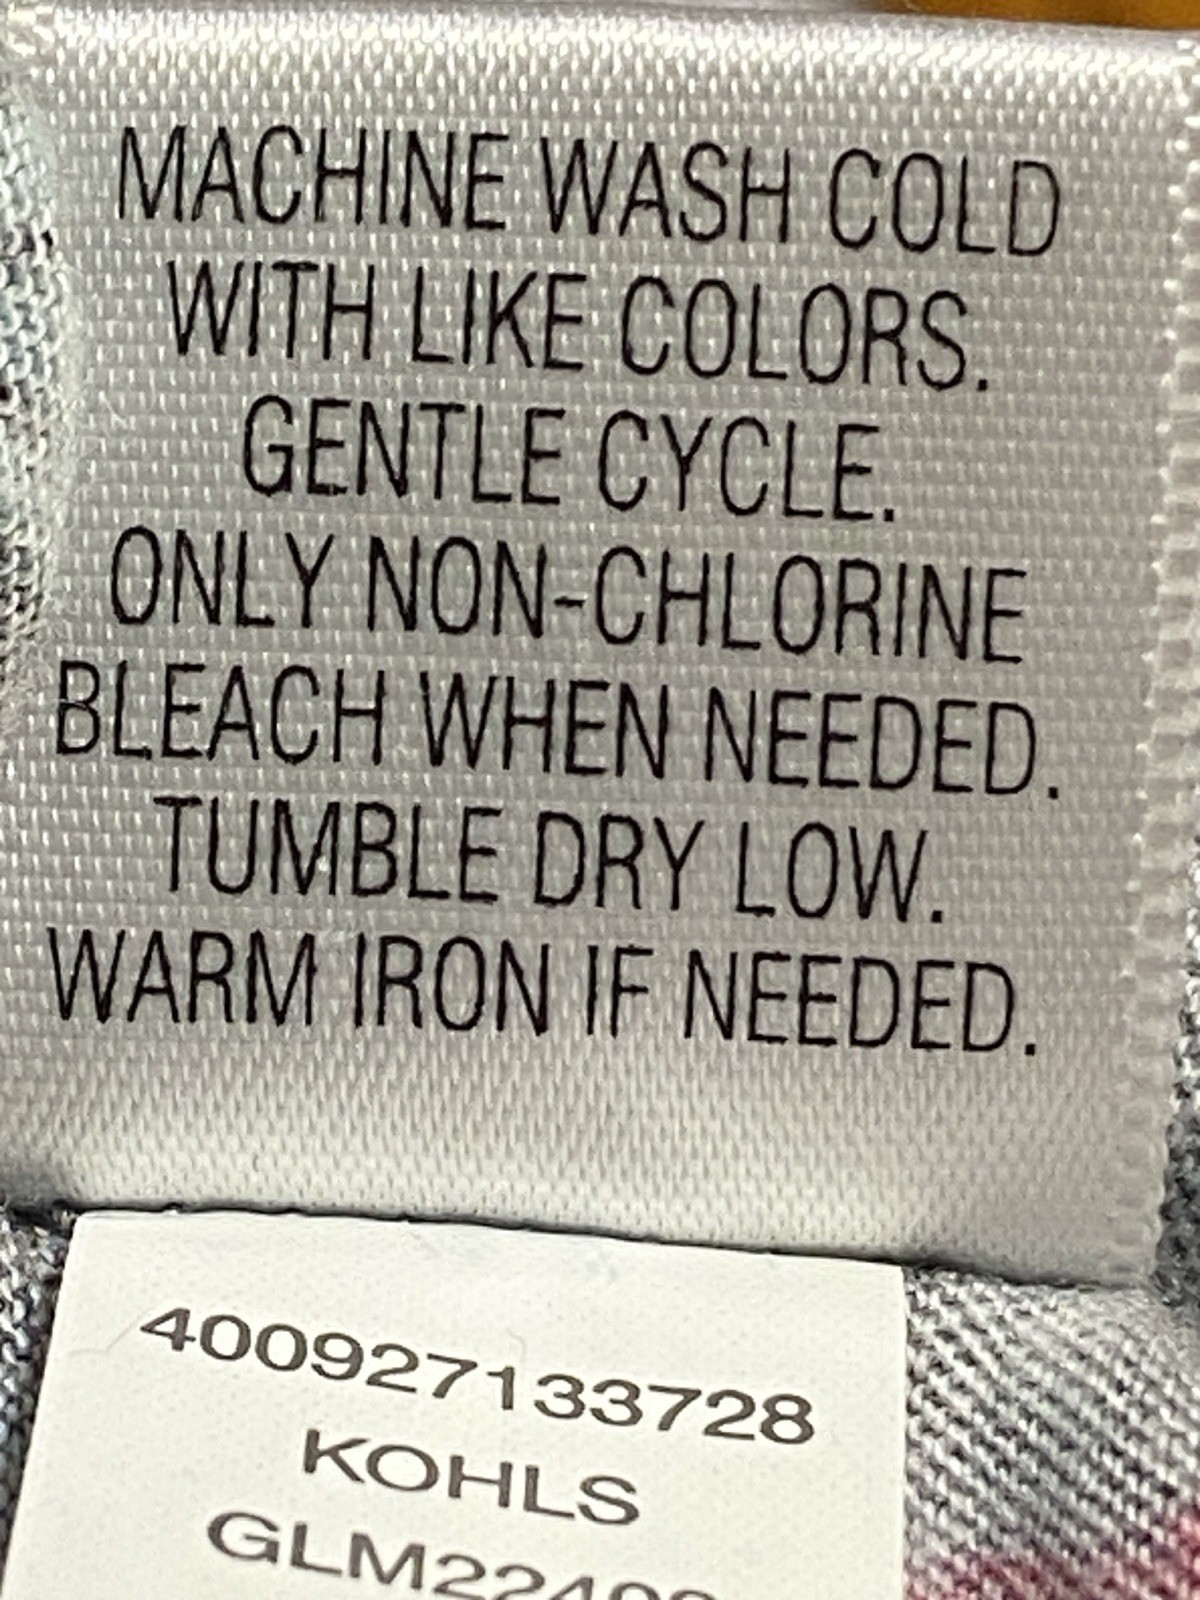 MACHINE WASH COLD
WITH LIKE COLORS.
GENTLE CYCLE.
ONLY NON-CHLORINE
BLEACH WHEN NEEDED.
TUMBLE DRY LOW.
WARM IRON IF NEEDED.
400927133728
KOHLS